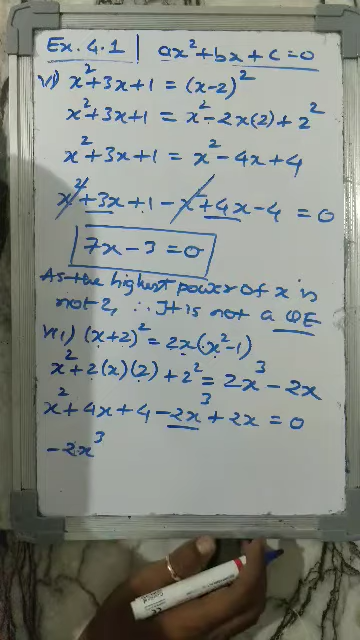 Ex. 4.1 | ax²+bx+c=0
vi) x²+3x+1 = (x-2)²
x²+3x+1 = x²-2x(2)+2²
x²+3x+1 = x²-4x+4
x²+3x+1-x²+4x-4 = 0
7x-3=0
As the highest power of x is
not 2, ∴ It is not a QE
vii) (x+2)² = 2x(x²-1)
x²+2(x)(2)+2² = 2x³-2x
x²+4x+4-2x³+2x = 0
-2x³